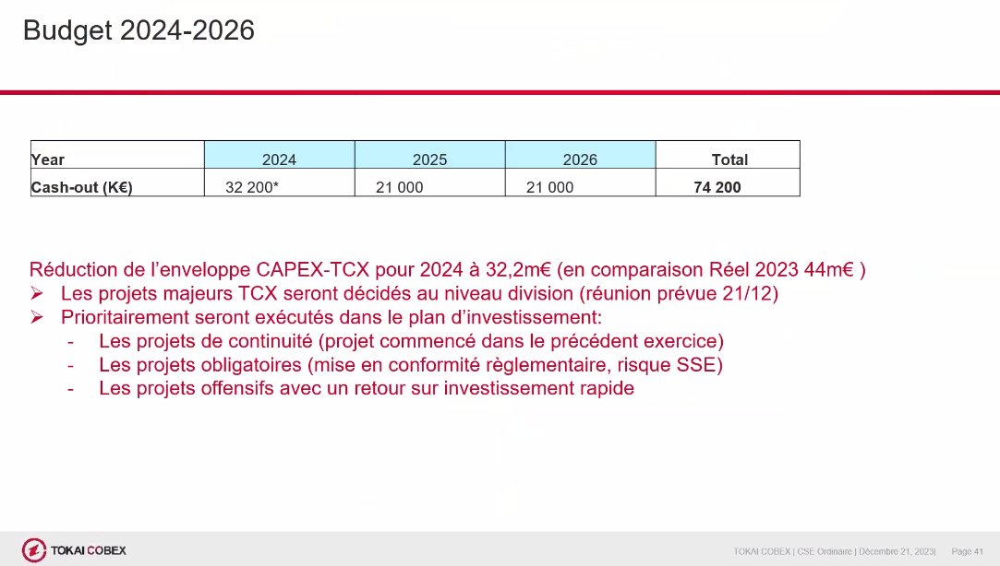 Budget 2024-2026
Year 2024 2025 2026 Total
Cash-out (K€) 32 200* 21 000 21 000 74 200
Réduction de l’enveloppe CAPEX-TCX pour 2024 à 32,2m€ (en comparaison Réel 2023 44m€ )
➢ Les projets majeurs TCX seront décidés au niveau division (réunion prévue 21/12)
➢ Prioritairement seront exécutés dans le plan d’investissement:
- Les projets de continuité (projet commencé dans le précédent exercice)
- Les projets obligatoires (mise en conformité règlementaire, risque SSE)
- Les projets offensifs avec un retour sur investissement rapide
TOKAI COBEX
TOKAI COBEX | CSE Ordinaire | Décembre 21, 2023| Page 41